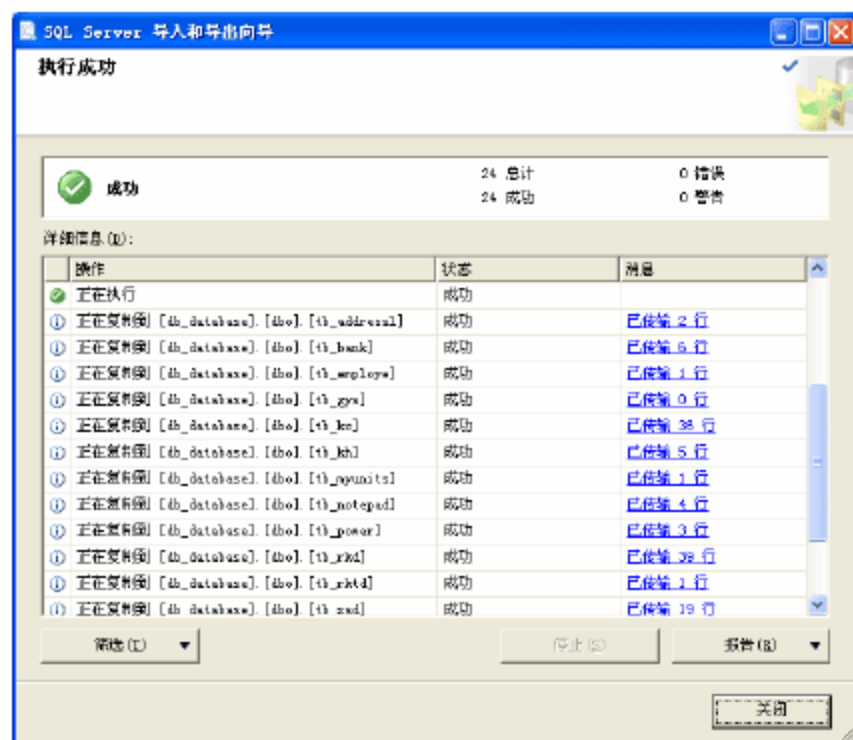 SQL Server 导入和导出向导
执行成功
成功 24 总计 0 错误
24 成功 0 警告
详细信息(D):
操作 状态 消息
正在执行 成功
正在复制到 [db_database].[dbo].[tb_address1] 成功 已传输 2 行
正在复制到 [db_database].[dbo].[tb_bank] 成功 已传输 6 行
正在复制到 [db_database].[dbo].[tb_employe] 成功 已传输 1 行
正在复制到 [db_database].[dbo].[tb_gys] 成功 已传输 0 行
正在复制到 [db_database].[dbo].[tb_kc] 成功 已传输 38 行
正在复制到 [db_database].[dbo].[tb_kh] 成功 已传输 5 行
正在复制到 [db_database].[dbo].[tb_myunits] 成功 已传输 1 行
正在复制到 [db_database].[dbo].[tb_notepad] 成功 已传输 4 行
正在复制到 [db_database].[dbo].[tb_power] 成功 已传输 3 行
正在复制到 [db_database].[dbo].[tb_rkd] 成功 已传输 39 行
正在复制到 [db_database].[dbo].[tb_rktd] 成功 已传输 1 行
正在复制到 [db_database].[dbo].[tb_xsd] 成功 已传输 19 行
筛选(I) 停止(S) 报告(R)
关闭